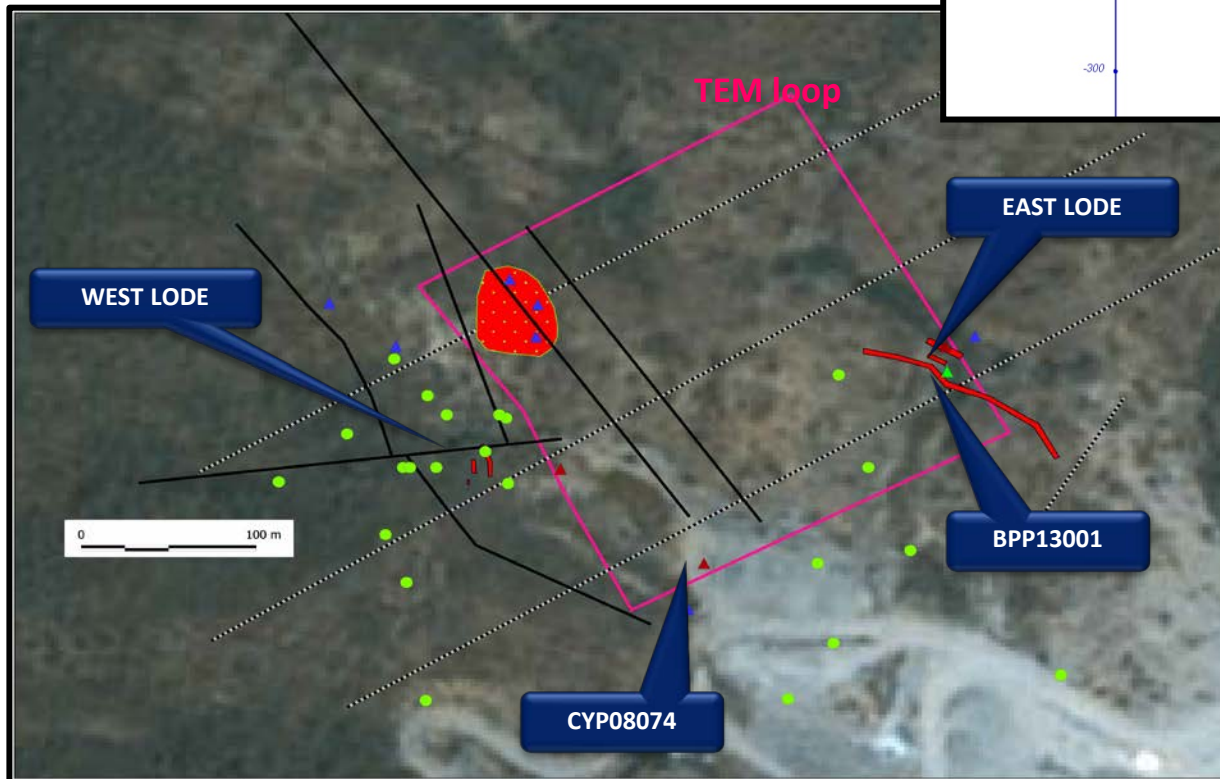 -300
TEM loop
EAST LODE
WEST LODE
BPP13001
0 100 m
CYP08074